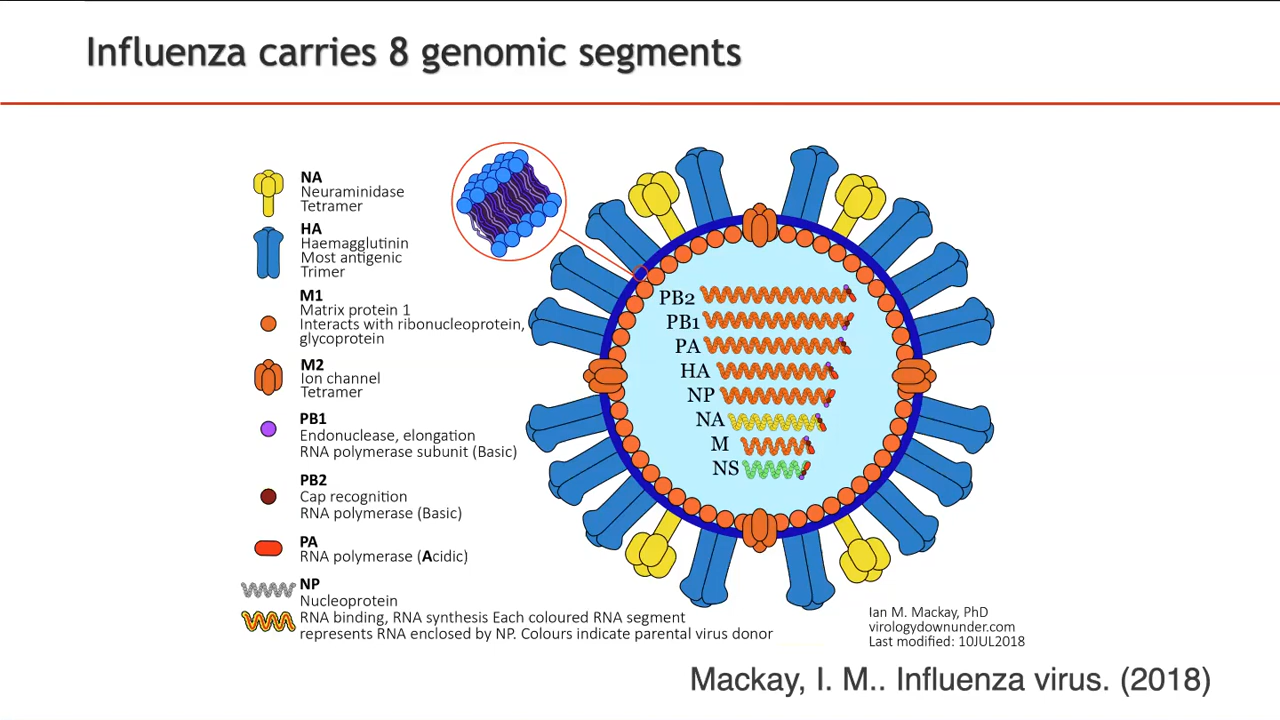 Influenza carries 8 genomic segments
NA
Neuraminidase
Tetramer
HA
Haemagglutinin
Most antigenic
Trimer
M1
Matrix protein 1
Interacts with ribonucleoprotein,
glycoprotein
M2
Ion channel
Tetramer
PB1
Endonuclease, elongation
RNA polymerase subunit (Basic)
PB2
Cap recognition
RNA polymerase (Basic)
PA
RNA polymerase (Acidic)
NP
Nucleoprotein
RNA binding, RNA synthesis Each coloured RNA segment
represents RNA enclosed by NP. Colours indicate parental virus donor
PB2
PB1
PA
HA
NP
NA
M
NS
Ian M. Mackay, PhD
virologydownunder.com
Last modified: 10JUL2018
Mackay, I. M.. Influenza virus. (2018)